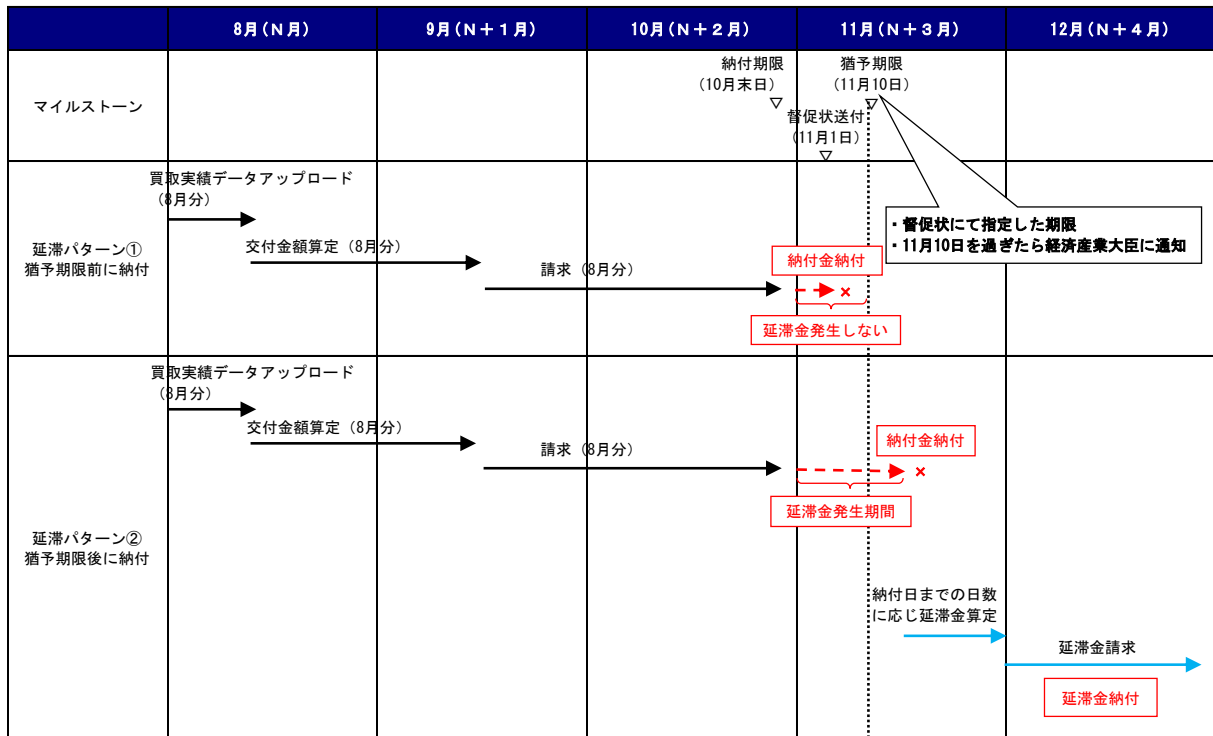 8月(N月)
9月(N+1月)
10月(N+2月)
11月(N+3月)
12月(N+4月)
マイルストーン
納付期限
(10月末日)
▽
督促状送付
(11月1日)
▽
猶予期限
(11月10日)
▽
・督促状にて指定した期限
・11月10日を過ぎたら経済産業大臣に通知
延滞パターン①
猶予期限前に納付
買取実績データアップロード
(8月分)
交付金額算定(8月分)
請求(8月分)
納付金納付
×
延滞金発生しない
延滞パターン②
猶予期限後に納付
買取実績データアップロード
(8月分)
交付金額算定(8月分)
請求(8月分)
納付金納付
×
延滞金発生期間
納付日までの日数
に応じ延滞金算定
延滞金請求
延滞金納付